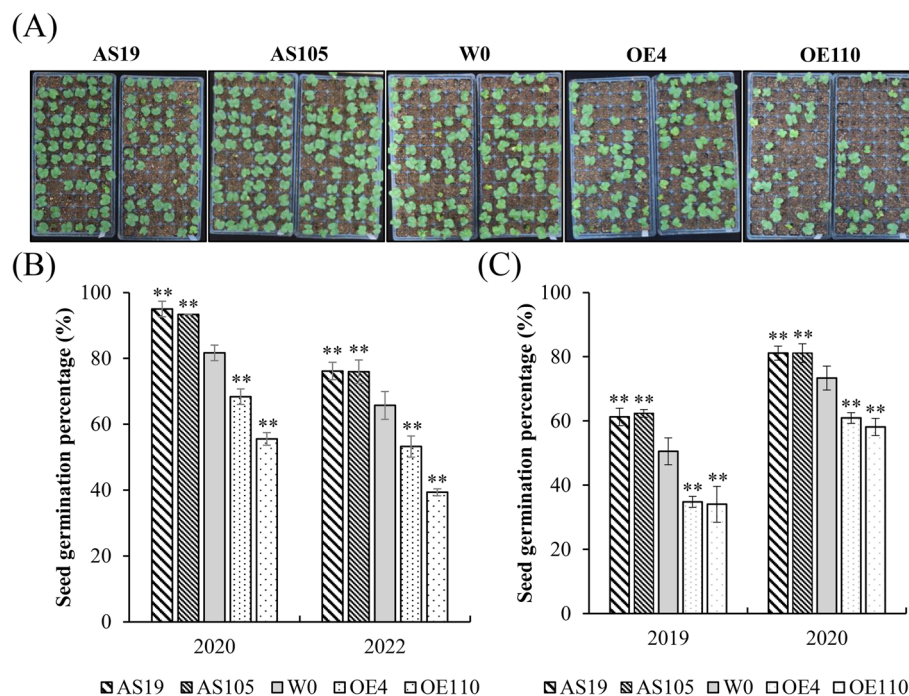 (A)
AS19 AS105 W0 OE4 OE110
(B)
Seed germination percentage (%)
100
80
60
40
20
0
** ** ** **
** ** ** **
2020 2022
AS19 AS105 W0 OE4 OE110
(C)
Seed germination percentage (%)
100
80
60
40
20
0
** ** ** **
** ** ** **
2019 2020
AS19 AS105 W0 OE4 OE110